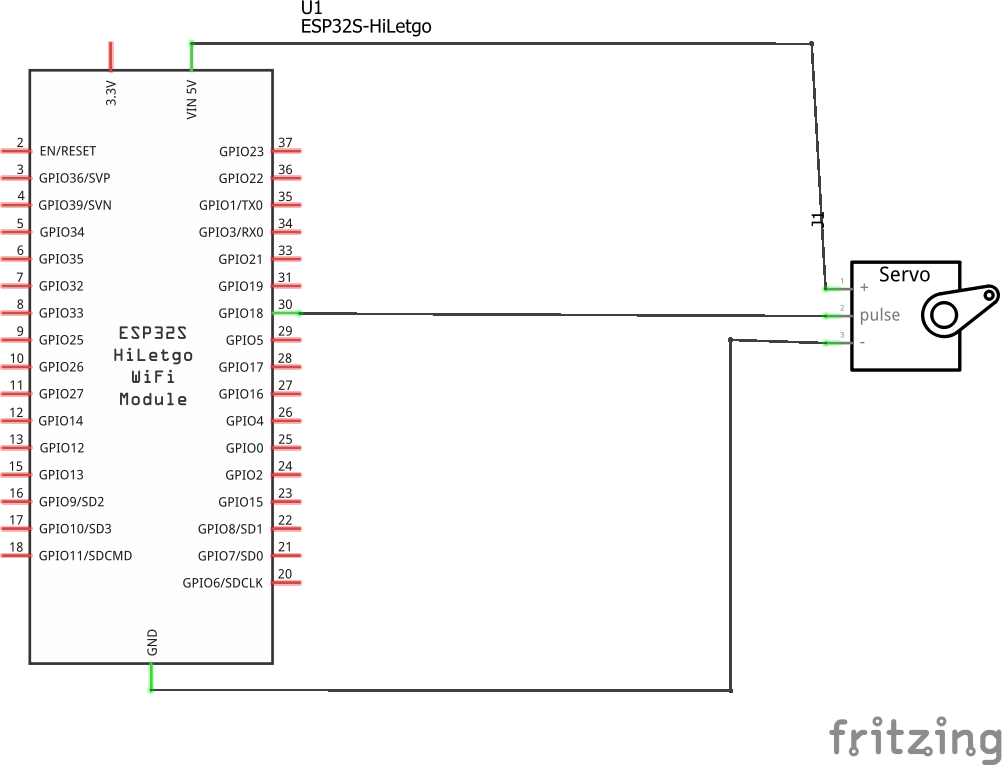 U1
ESP32S-HiLetgo
3.3V
VIN 5V
2 EN/RESET
3 GPIO36/SVP
4 GPIO39/SVN
5 GPIO34
6 GPIO35
7 GPIO32
8 GPIO33
9 GPIO25
10 GPIO26
11 GPIO27
12 GPIO14
13 GPIO12
15 GPIO13
16 GPIO9/SD2
17 GPIO10/SD3
18 GPIO11/SDCMD
ESP32S
HiLetgo
WiFi
Module
GPIO23 37
GPIO22 36
GPIO1/TX0 35
GPIO3/RX0 34
GPIO21 33
GPIO19 31
GPIO18 30
GPIO5 29
GPIO17 28
GPIO16 27
GPIO4 26
GPIO0 25
GPIO2 24
GPIO15 23
GPIO8/SD1 22
GPIO7/SD0 21
GPIO6/SDCLK 20
GND
J1
Servo
1 +
2 pulse
3 -
fritzing